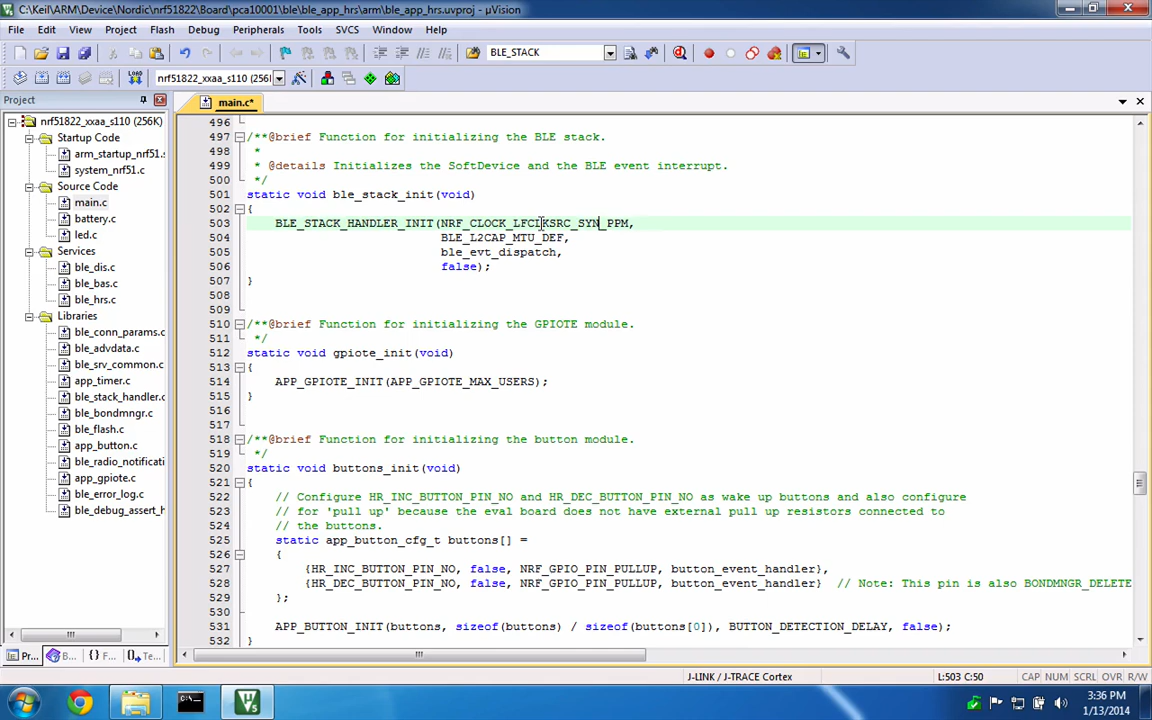 C:\Keil\ARM\Device\Nordic\nrf51822\Board\pca10001\ble\ble_app_hrs\arm\ble_app_hrs.uvproj - µVision
File Edit View Project Flash Debug Peripherals Tools SVCS Window Help
BLE_STACK
LOAD nrf51822_xxaa_s110 (256K
Project
main.c*
nrf51822_xxaa_s110 (256K)
Startup Code
arm_startup_nrf51.s
system_nrf51.c
Source Code
main.c
battery.c
led.c
Services
ble_dis.c
ble_bas.c
ble_hrs.c
Libraries
ble_conn_params.c
ble_advdata.c
ble_srv_common.c
app_timer.c
ble_stack_handler.c
ble_bondmngr.c
ble_flash.c
app_button.c
ble_radio_notificati
app_gpiote.c
ble_error_log.c
ble_debug_assert_h
496
497 /**@brief Function for initializing the BLE stack.
498 *
499 * @details Initializes the SoftDevice and the BLE event interrupt.
500 */
501 static void ble_stack_init(void)
502 {
503 BLE_STACK_HANDLER_INIT(NRF_CLOCK_LFCLKSRC_SYN_PPM,
504 BLE_L2CAP_MTU_DEF,
505 ble_evt_dispatch,
506 false);
507 }
508
509
510 /**@brief Function for initializing the GPIOTE module.
511 */
512 static void gpiote_init(void)
513 {
514 APP_GPIOTE_INIT(APP_GPIOTE_MAX_USERS);
515 }
516
517
518 /**@brief Function for initializing the button module.
519 */
520 static void buttons_init(void)
521 {
522 // Configure HR_INC_BUTTON_PIN_NO and HR_DEC_BUTTON_PIN_NO as wake up buttons and also configure
523 // for 'pull up' because the eval board does not have external pull up resistors connected to
524 // the buttons.
525 static app_button_cfg_t buttons[] =
526 {
527 {HR_INC_BUTTON_PIN_NO, false, NRF_GPIO_PIN_PULLUP, button_event_handler},
528 {HR_DEC_BUTTON_PIN_NO, false, NRF_GPIO_PIN_PULLUP, button_event_handler} // Note: This pin is also BONDMNGR_DELETE
529 };
530
531 APP_BUTTON_INIT(buttons, sizeof(buttons) / sizeof(buttons[0]), BUTTON_DETECTION_DELAY, false);
532 }
Pr... B... {} F... Te...
J-LINK / J-TRACE Cortex L:503 C:50 CAP NUM SCRL OVR R/W
3:36 PM
1/13/2014